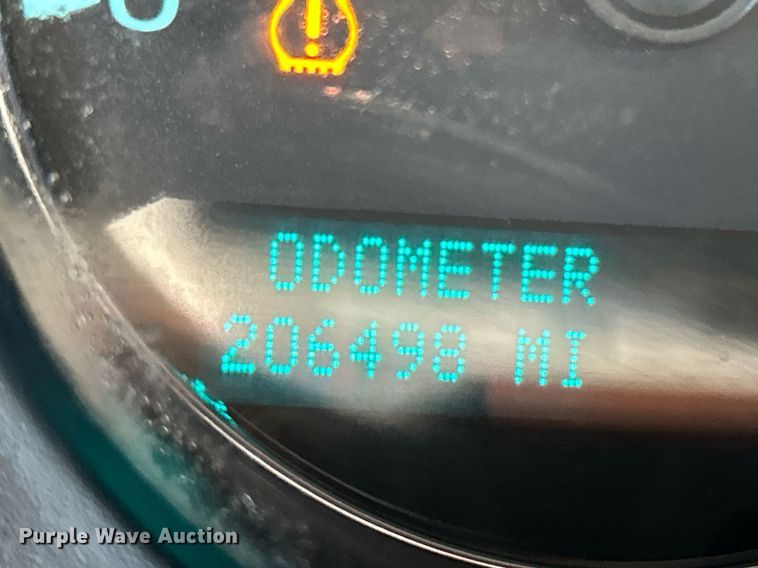 ODOMETER
206498 MI
Purple Wave Auction